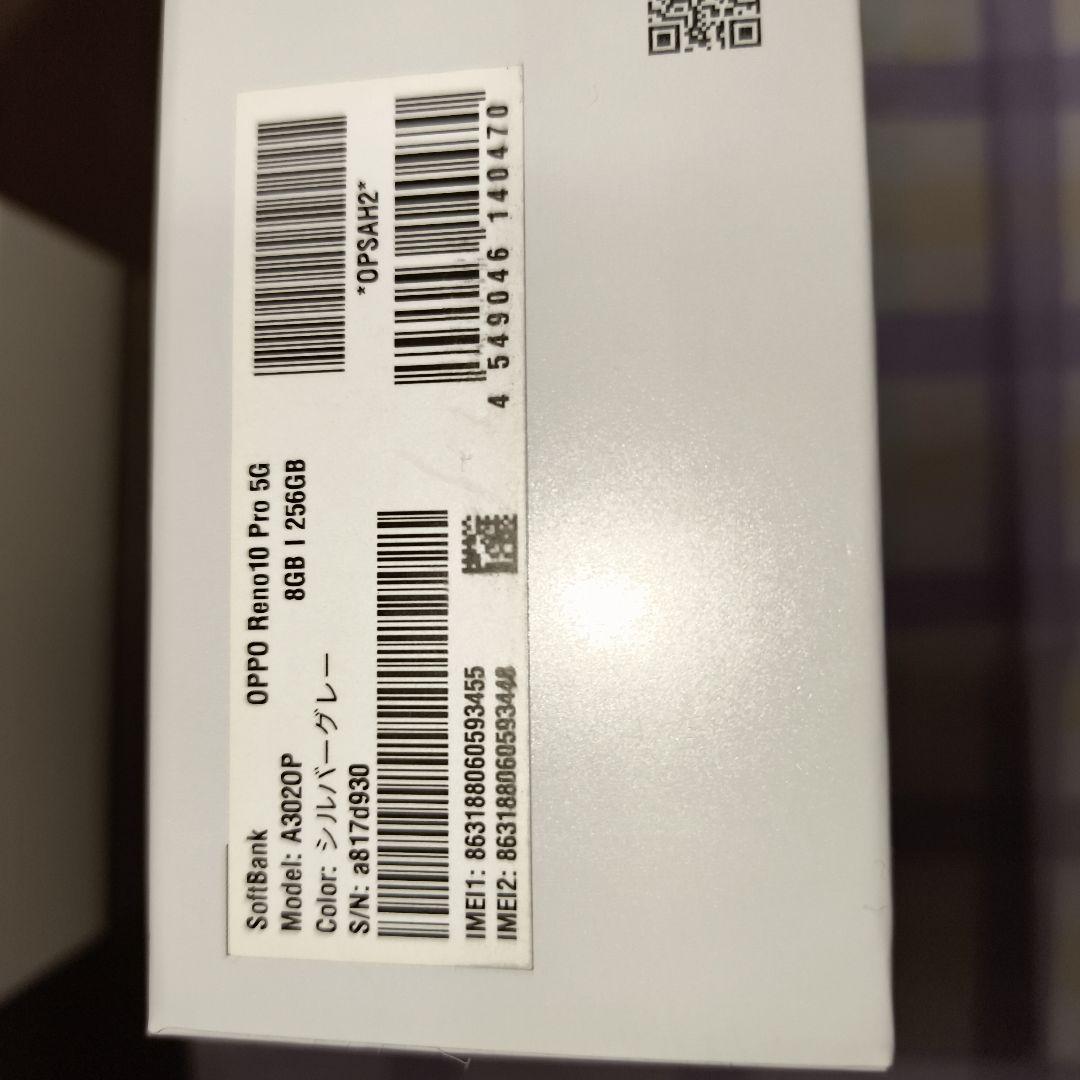 SoftBank OPPO Reno10 Pro 5G
Model: A302OP 8GB | 256GB
Color: シルバーグレー
S/N: a817d930
*OPSAH2*
IMEI1: 863188060593455
IMEI2: 863188060593448
4 549046 140470